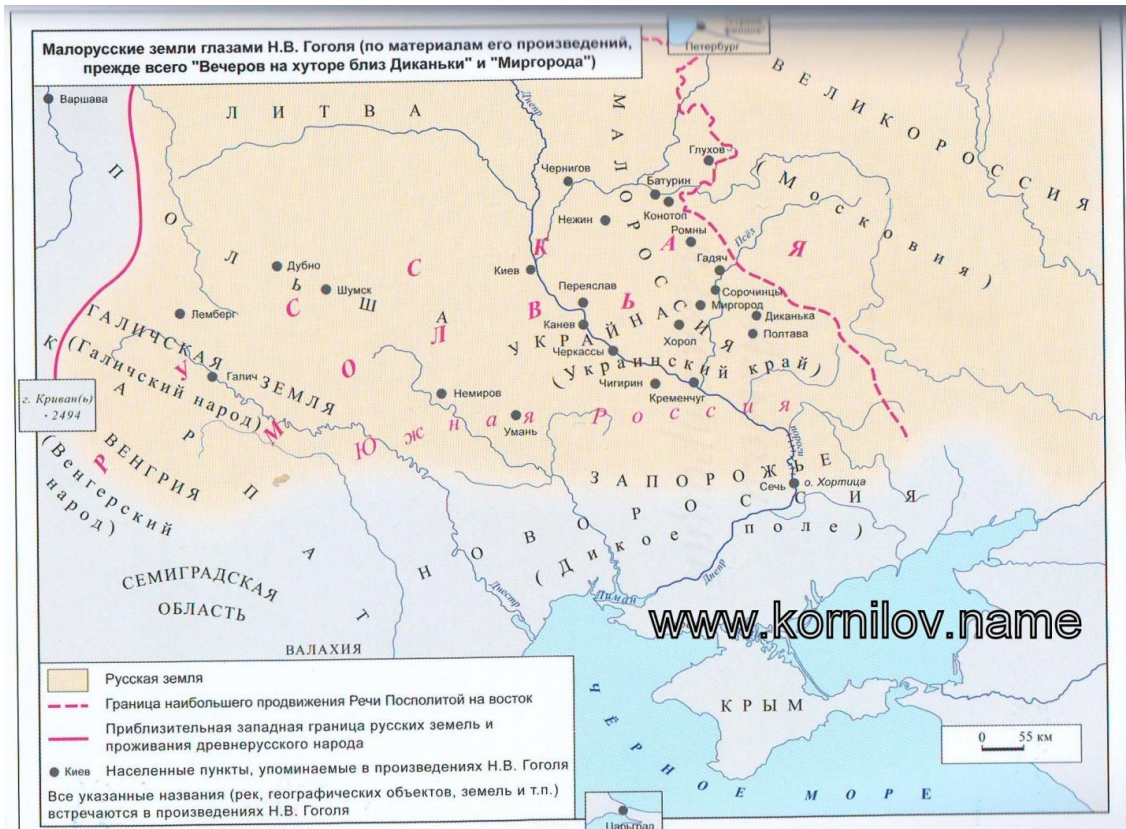 Малорусские земли глазами Н.В. Гоголя (по материалам его произведений,
прежде всего "Вечеров на хуторе близ Диканьки" и "Миргорода")
Петербург
Варшава
ЛИТВА
Днепр
МАЛОРОССИЯ
ВЕЛИКОРОССИЯ
(Московия)
Глухов
Чернигов
Батурин
Конотоп
Нежин
Ромны
Псёл
Гадяч
ПОЛЬША
Дубно
Шумск
Киев
Сорочинцы
Переяслав
Миргород
Диканька
Лемберг
Канев
Хорол
Полтава
УКРАЙНА
Черкассы
(Украинский край)
ГАЛИЧСКАЯ ЗЕМЛЯ
(Галичский народ)
Галич
Немиров
Чигирин
Кременчуг
Умань
РУСКАЯ
МОЛВЬ
Южная Россия
г. Криван(ь)
· 2494
КАРПАТ
ВЕНГРИЯ
(Венгерский
народ)
пороги
ЗАПОРОЖЬЕ
Сечь
о. Хортица
НОВОРОССИЯ
(Дикое поле)
СЕМИГРАДСКАЯ
ОБЛАСТЬ
Днестр
Лиман
Днепр
www.kornilov.name
ВАЛАХИЯ
КРЫМ
ЧЁРНОЕ МОРЕ
Русская земля
Граница наибольшего продвижения Речи Посполитой на восток
Приблизительная западная граница русских земель и
проживания древнерусского народа
Киев Населенные пункты, упоминаемые в произведениях Н.В. Гоголя
Все указанные названия (рек, географических объектов, земель и т.п.)
встречаются в произведениях Н.В. Гоголя
0 55 км
Царьград